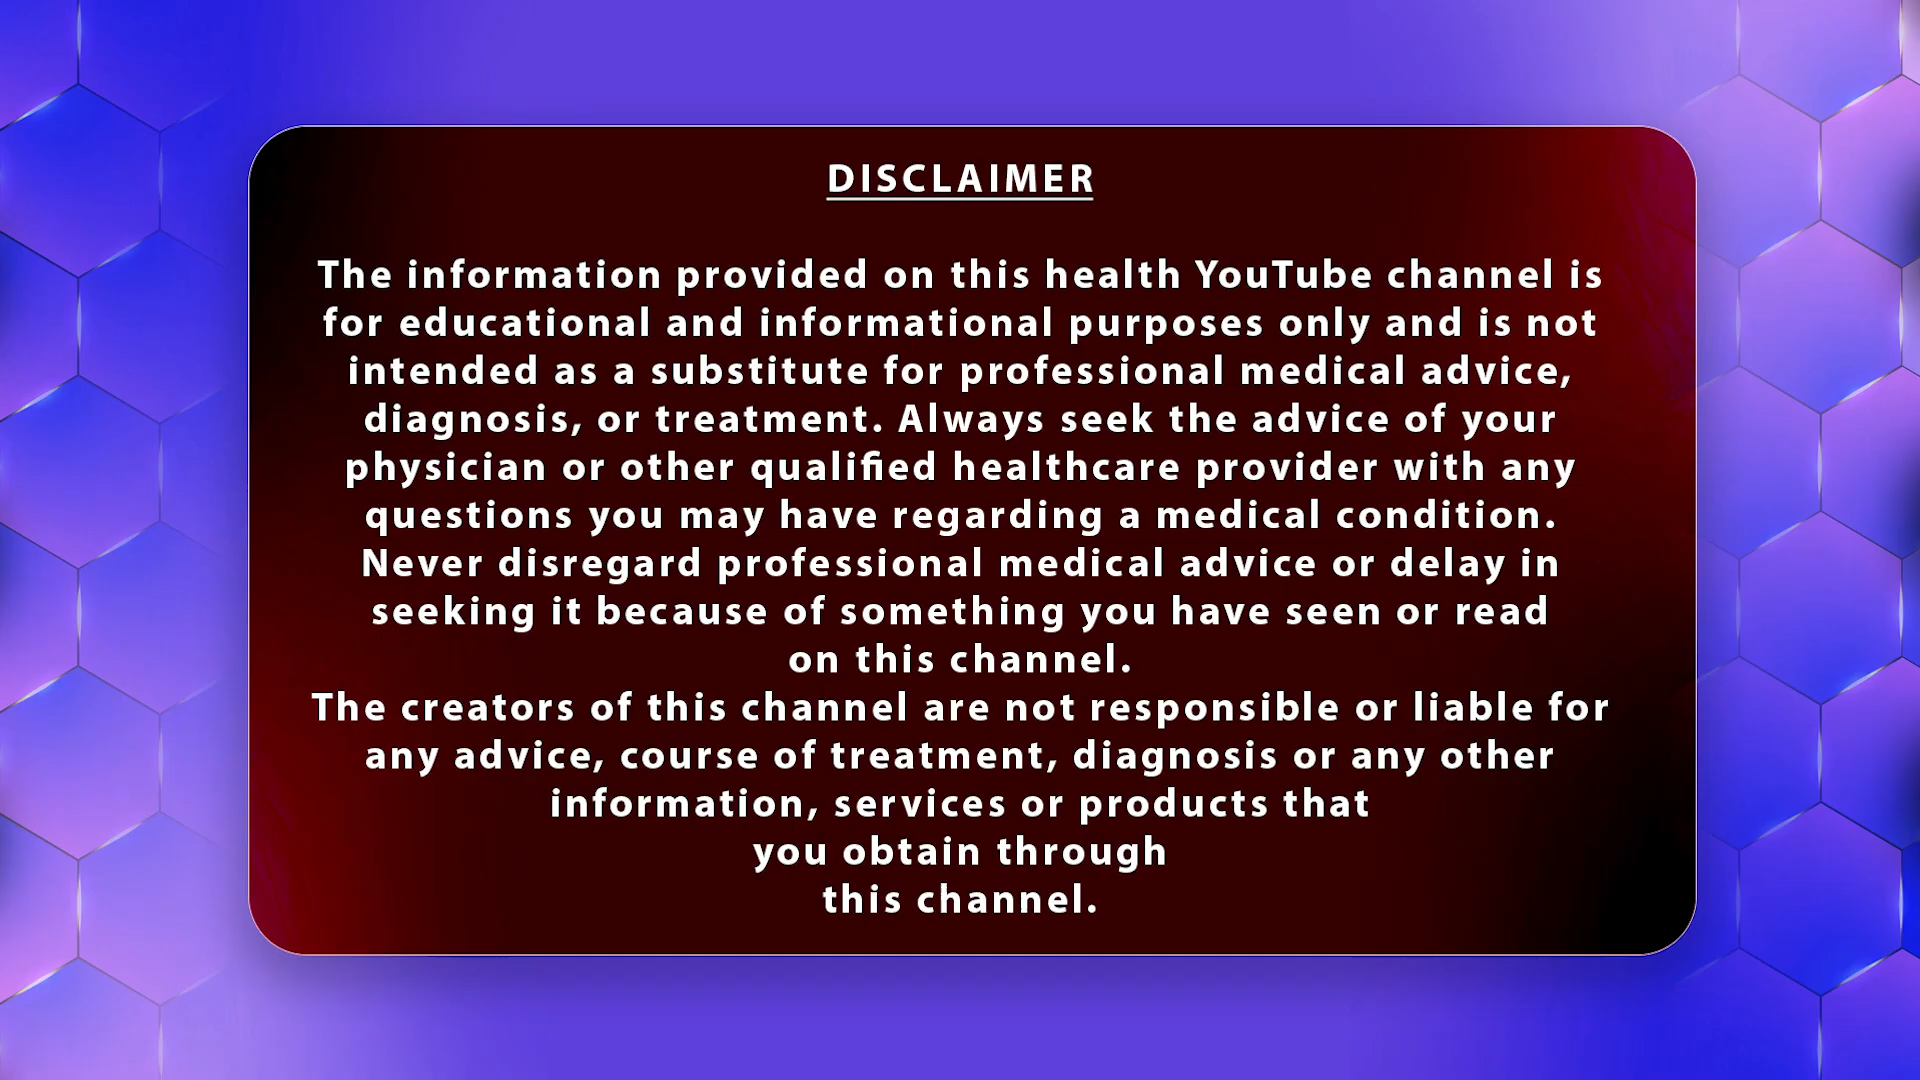 DISCLAIMER
The information provided on this health YouTube channel is
for educational and informational purposes only and is not
intended as a substitute for professional medical advice,
diagnosis, or treatment. Always seek the advice of your
physician or other qualified healthcare provider with any
questions you may have regarding a medical condition.
Never disregard professional medical advice or delay in
seeking it because of something you have seen or read
on this channel.
The creators of this channel are not responsible or liable for
any advice, course of treatment, diagnosis or any other
information, services or products that
you obtain through
this channel.